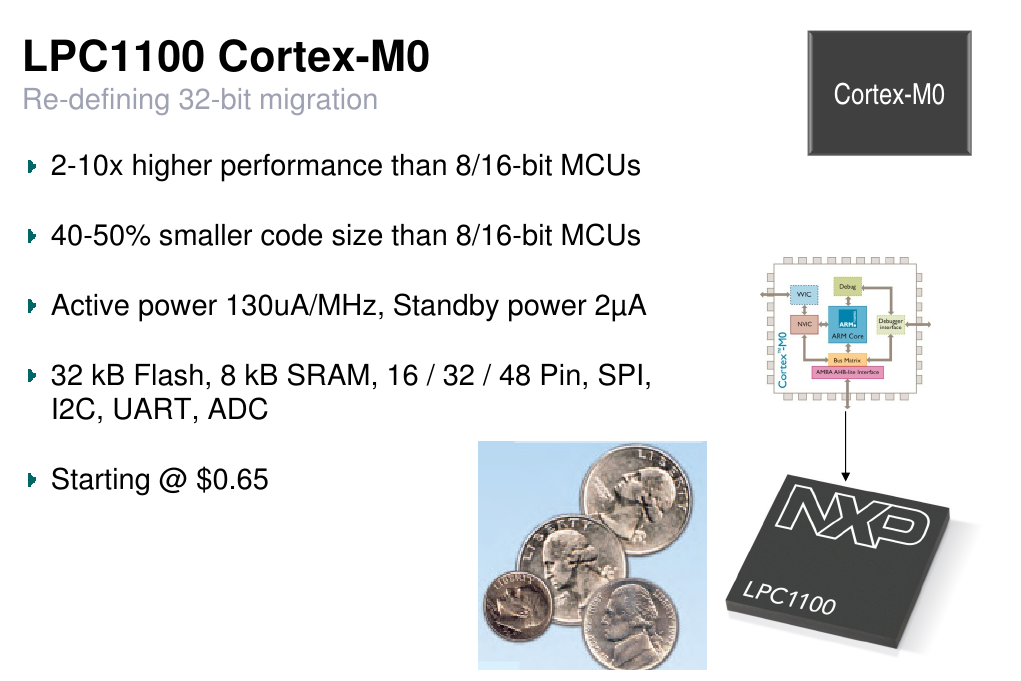 LPC1100 Cortex-M0
Re-defining 32-bit migration
Cortex-M0
2-10x higher performance than 8/16-bit MCUs
40-50% smaller code size than 8/16-bit MCUs
Active power 130uA/MHz, Standby power 2µA
32 kB Flash, 8 kB SRAM, 16 / 32 / 48 Pin, SPI,
I2C, UART, ADC
Starting @ $0.65
WIC
Debug
NVIC
ARM
ARM Core
Debugger
interface
Bus Matrix
AMBA AHB-lite Interface
Cortex™-M0
NXP
LPC1100
LIBERTY
LIBERTY
LIBERTY